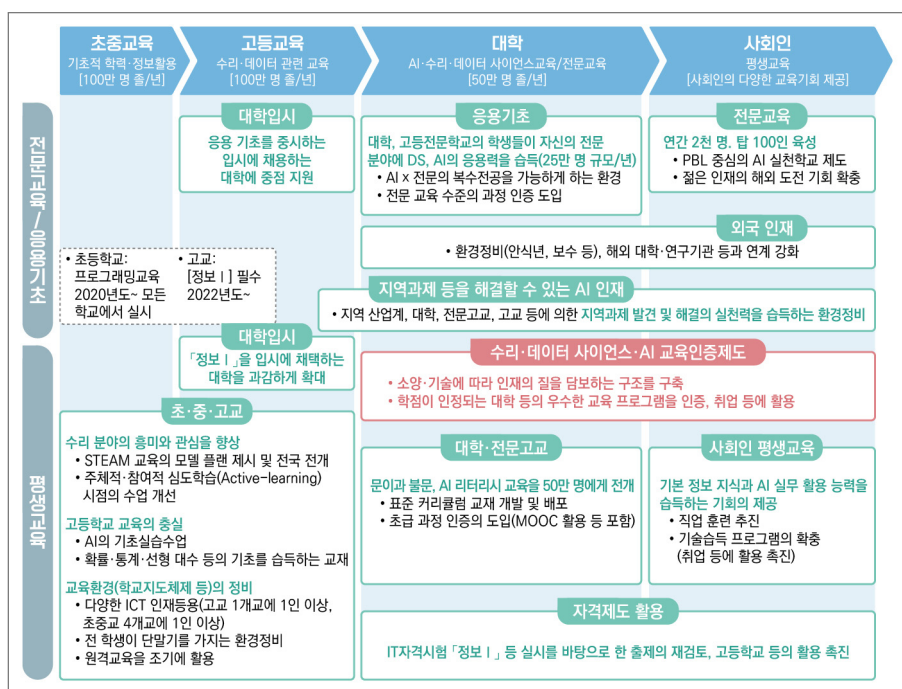 초중교육
기초적 학력·정보활용
[100만 명 졸/년]
고등교육
수리·데이터 관련 교육
[100만 명 졸/년]
대학
AI·수리·데이터 사이언스교육/전문교육
[50만 명 졸/년]
사회인
평생교육
[사회인의 다양한 교육기회 제공]
전문교육/응용기초
대학입시
응용 기초를 중시하는
입시에 채용하는
대학에 중점 지원
응용기초
대학, 고등전문학교의 학생들이 자신의 전문
분야에 DS, AI의 응용력을 습득(25만 명 규모/년)
• AI x 전문의 복수전공을 가능하게 하는 환경
• 전문 교육 수준의 과정 인증 도입
전문교육
연간 2천 명, 탑 100인 육성
• PBL 중심의 AI 실천학교 제도
• 젊은 인재의 해외 도전 기회 확충
외국 인재
• 환경정비(안식년, 보수 등), 해외 대학·연구기관 등과 연계 강화
• 초등학교:
프로그래밍교육
2020년도~ 모든
학교에서 실시
• 고교:
[정보Ⅰ] 필수
2022년도~
지역과제 등을 해결할 수 있는 AI 인재
• 지역 산업계, 대학, 전문고교, 고교 등에 의한 지역과제 발견 및 해결의 실천력을 습득하는 환경정비
평생교육
대학입시
「정보Ⅰ」을 입시에 채택하는
대학을 과감하게 확대
수리·데이터 사이언스·AI 교육인증제도
• 소양·기술에 따라 인재의 질을 담보하는 구조를 구축
• 학점이 인정되는 대학 등의 우수한 교육 프로그램을 인증, 취업 등에 활용
초·중·고교
수리 분야의 흥미와 관심을 향상
• STEAM 교육의 모델 플랜 제시 및 전국 전개
• 주체적·참여적 심도학습(Active-learning)
시점의 수업 개선
고등학교 교육의 충실
• AI의 기초실습수업
• 확률·통계·선형 대수 등의 기초를 습득하는 교재
교육환경(학교지도체제 등)의 정비
• 다양한 ICT 인재등용(고교 1개교에 1인 이상,
초중교 4개교에 1인 이상)
• 전 학생이 단말기를 가지는 환경정비
• 원격교육을 조기에 활용
대학·전문고교
문이과 불문, AI 리터러시 교육을 50만 명에게 전개
• 표준 커리큘럼 교재 개발 및 배포
• 초급 과정 인증의 도입(MOOC 활용 등 포함)
사회인 평생교육
기본 정보 지식과 AI 실무 활용 능력을
습득하는 기회의 제공
• 직업 훈련 추진
• 기술습득 프로그램의 확충
(취업 등에 활용 촉진)
자격제도 활용
IT자격시험 「정보Ⅰ」 등 실시를 바탕으로 한 출제의 재검토, 고등학교 등의 활용 촉진